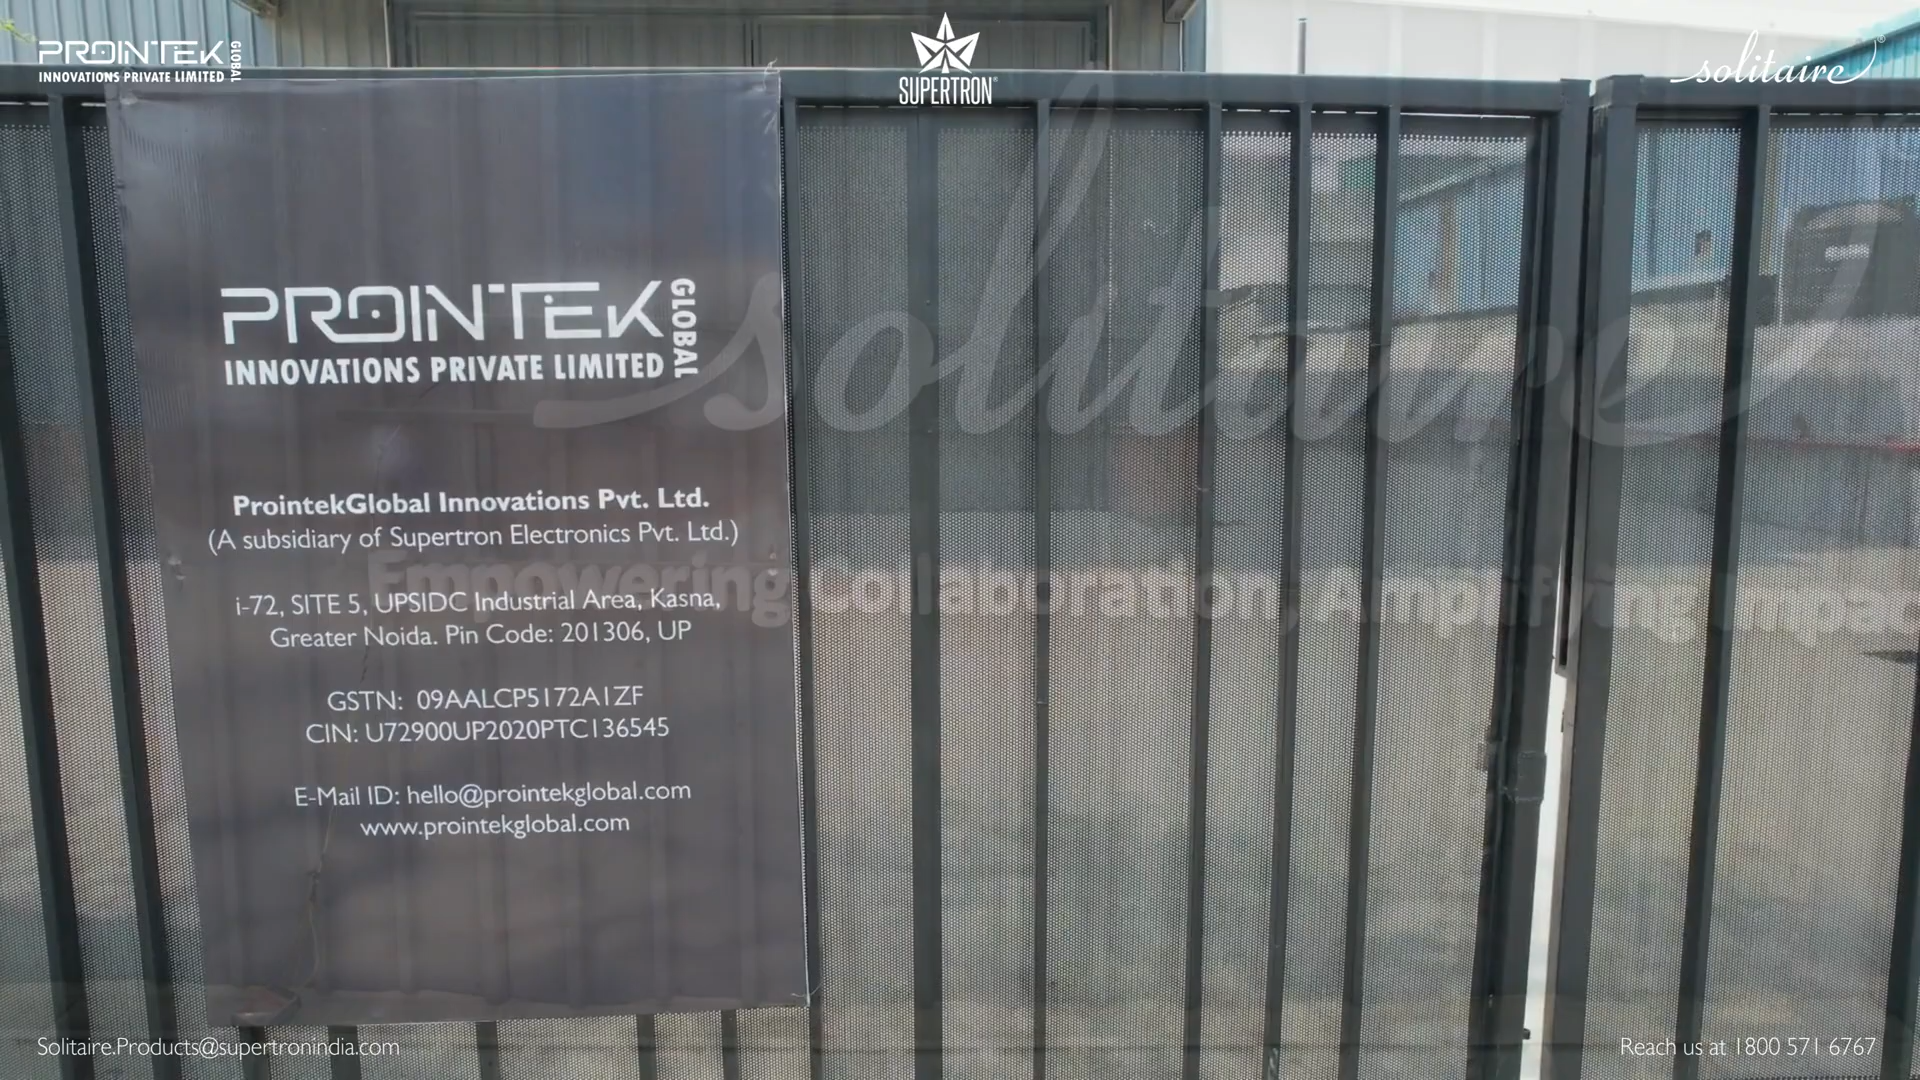 PROINTEK GLOBAL
INNOVATIONS PRIVATE LIMITED
SUPERTRON®
solitaire®
PROINTEK GLOBAL
INNOVATIONS PRIVATE LIMITED
solitaire
ProintekGlobal Innovations Pvt. Ltd.
(A subsidiary of Supertron Electronics Pvt. Ltd.)
Empowering Collaboration, Amplifying Impac
i-72, SITE 5, UPSIDC Industrial Area, Kasna,
Greater Noida. Pin Code: 201306, UP
GSTN: 09AALCP5172A1ZF
CIN: U72900UP2020PTC136545
E-Mail ID: hello@prointekglobal.com
www.prointekglobal.com
Solitaire.Products@supertronindia.com
Reach us at 1800 571 6767